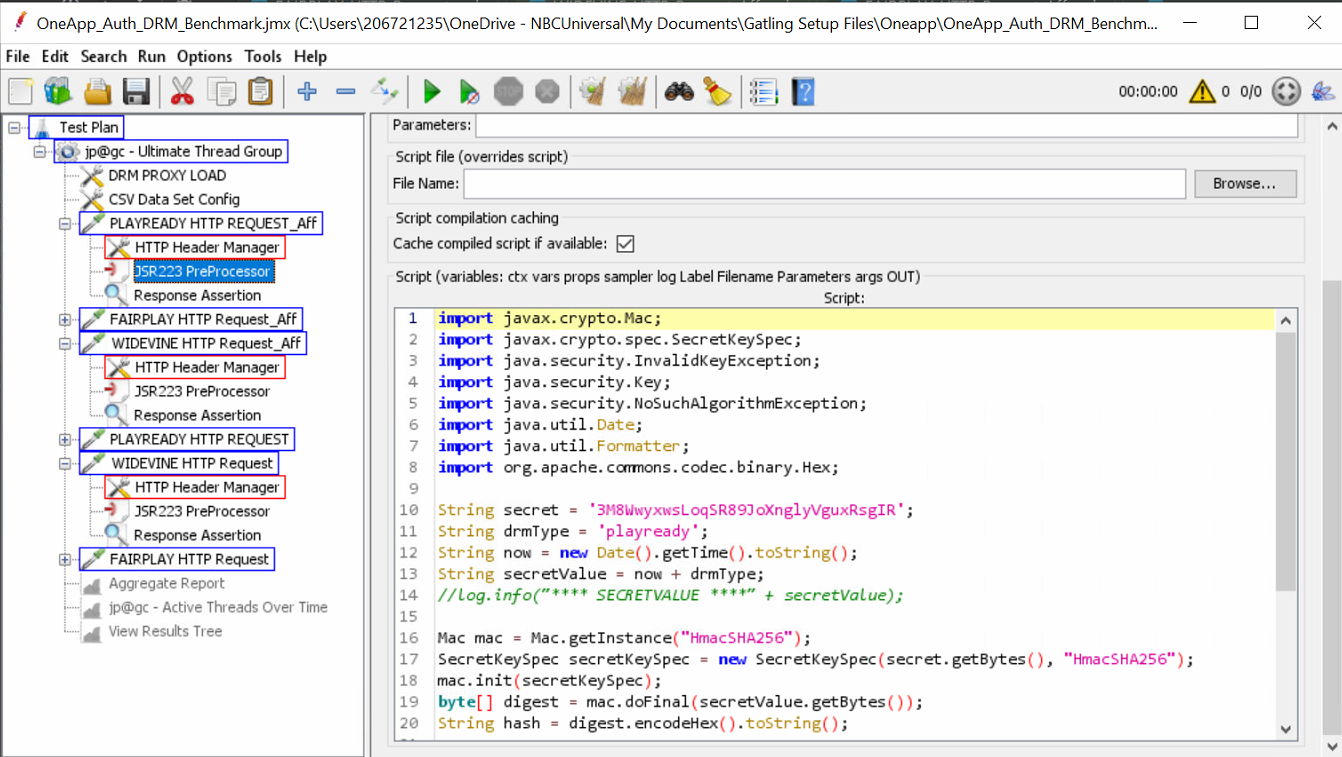 OneApp_Auth_DRM_Benchmark.jmx (C:\Users\206721235\OneDrive - NBCUniversal\My Documents\Gatling Setup Files\Oneapp\OneApp_Auth_DRM_Benchm...
File Edit Search Run Options Tools Help
STOP 00:00:00 0 0/0
Test Plan
jp@gc - Ultimate Thread Group
DRM PROXY LOAD
CSV Data Set Config
PLAYREADY HTTP REQUEST_Aff
HTTP Header Manager
JSR223 PreProcessor
Response Assertion
FAIRPLAY HTTP Request_Aff
WIDEVINE HTTP Request_Aff
HTTP Header Manager
JSR223 PreProcessor
Response Assertion
PLAYREADY HTTP REQUEST
WIDEVINE HTTP Request
HTTP Header Manager
JSR223 PreProcessor
Response Assertion
FAIRPLAY HTTP Request
Aggregate Report
jp@gc - Active Threads Over Time
View Results Tree
Parameters:
Script file (overrides script)
File Name: Browse...
Script compilation caching
Cache compiled script if available:
Script (variables: ctx vars props sampler log Label Filename Parameters args OUT)
Script:
1 import javax.crypto.Mac;
2 import javax.crypto.spec.SecretKeySpec;
3 import java.security.InvalidKeyException;
4 import java.security.Key;
5 import java.security.NoSuchAlgorithmException;
6 import java.util.Date;
7 import java.util.Formatter;
8 import org.apache.commons.codec.binary.Hex;
9
10 String secret = '3M8WwyxwsLoqSR89JoXnglyVguxRsgIR';
11 String drmType = 'playready';
12 String now = new Date().getTime().toString();
13 String secretValue = now + drmType;
14 //log.info("**** SECRETVALUE ****" + secretValue);
15
16 Mac mac = Mac.getInstance("HmacSHA256");
17 SecretKeySpec secretKeySpec = new SecretKeySpec(secret.getBytes(), "HmacSHA256");
18 mac.init(secretKeySpec);
19 byte[] digest = mac.doFinal(secretValue.getBytes());
20 String hash = digest.encodeHex().toString();